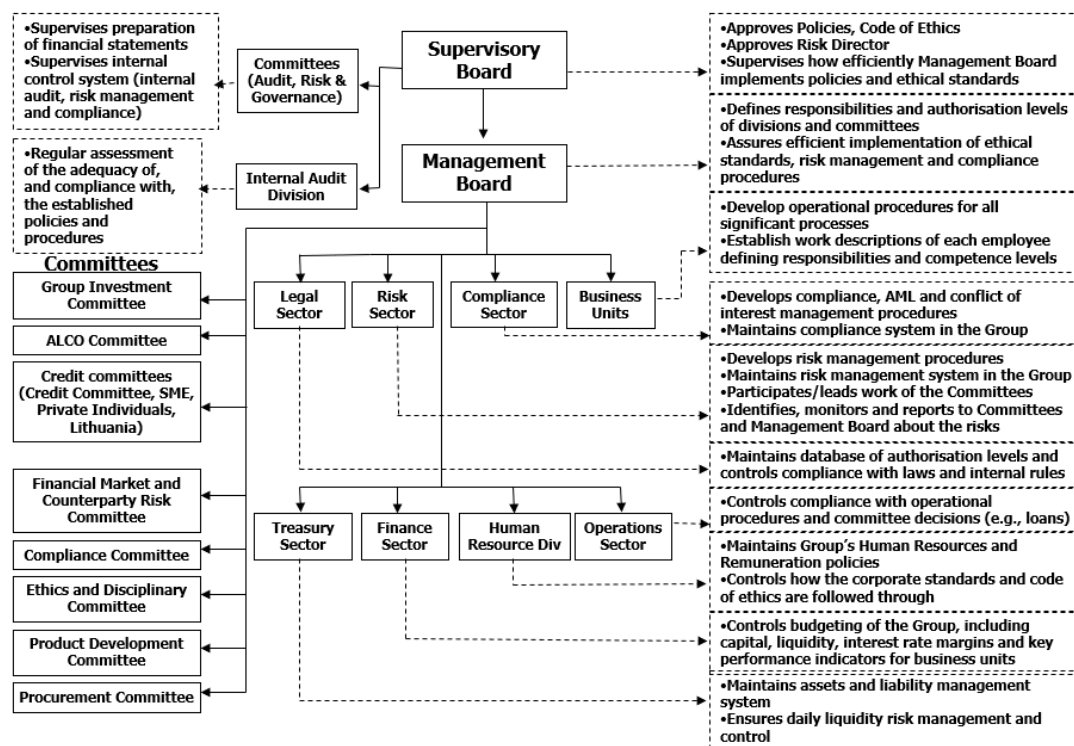 •Supervises preparation
of financial statements
•Supervises internal
control system (internal
audit, risk management
and compliance)
Committees
(Audit, Risk &
Governance)
Supervisory
Board
•Approves Policies, Code of Ethics
•Approves Risk Director
•Supervises how efficiently Management Board
implements policies and ethical standards
•Regular assessment
of the adequacy of,
and compliance with,
the established
policies and
procedures
Internal Audit
Division
Management
Board
•Defines responsibilities and authorisation levels
of divisions and committees
•Assures efficient implementation of ethical
standards, risk management and compliance
procedures
•Develop operational procedures for all
significant processes
•Establish work descriptions of each employee
defining responsibilities and competence levels
Committees
Group Investment
Committee
ALCO Committee
Credit committees
(Credit Committee, SME,
Private Individuals,
Lithuania)
Financial Market and
Counterparty Risk
Committee
Compliance Committee
Ethics and Disciplinary
Committee
Product Development
Committee
Procurement Committee
Legal
Sector
Risk
Sector
Compliance
Sector
Business
Units
•Develops compliance, AML and conflict of
interest management procedures
•Maintains compliance system in the Group
•Develops risk management procedures
•Maintains risk management system in the Group
•Participates/leads work of the Committees
•Identifies, monitors and reports to Committees
and Management Board about the risks
•Maintains database of authorisation levels and
controls compliance with laws and internal rules
Treasury
Sector
Finance
Sector
Human
Resource Div
Operations
Sector
•Controls compliance with operational
procedures and committee decisions (e.g., loans)
•Maintains Group's Human Resources and
Remuneration policies
•Controls how the corporate standards and code
of ethics are followed through
•Controls budgeting of the Group, including
capital, liquidity, interest rate margins and key
performance indicators for business units
•Maintains assets and liability management
system
•Ensures daily liquidity risk management and
control